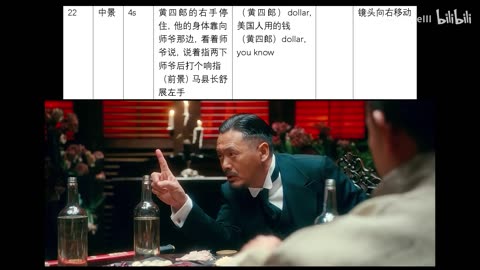 eIII bilibili
22 中景 4s 黄四郎的右手停 （黄四郎）dollar, 镜头向右移动
住，他的身体靠向 美国人用的钱
师爷那边，看着师 （黄四郎）dollar,
爷说，说着指两下 you know
师爷后打个响指
（前景）马县长舒
展左手